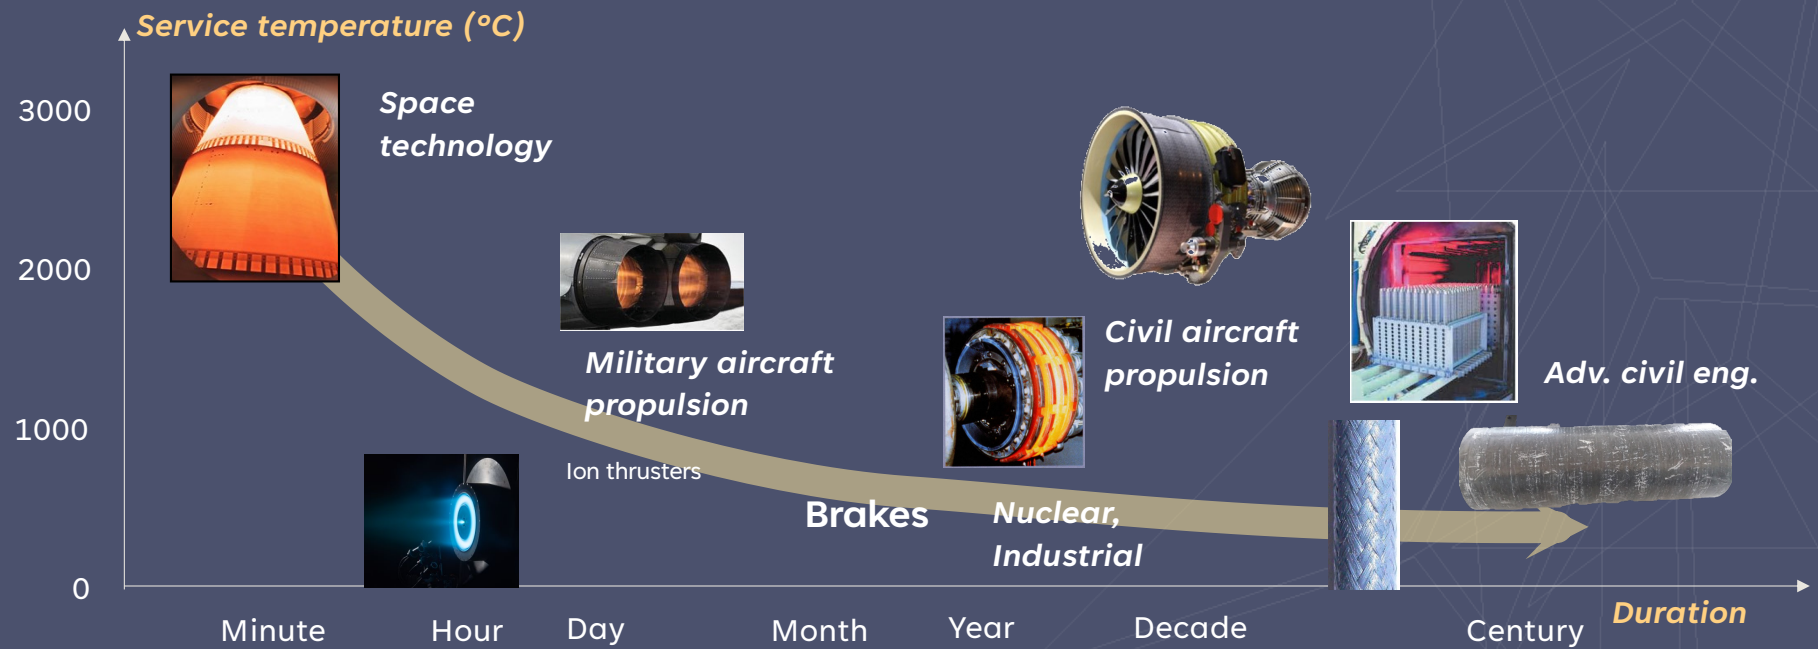 Service temperature (°C)
3000
Space
technology
2000
Military aircraft
propulsion
Civil aircraft
propulsion
Adv. civil eng.
1000
Ion thrusters
Brakes
Nuclear,
Industrial
0
Minute
Hour
Day
Month
Year
Decade
Century
Duration